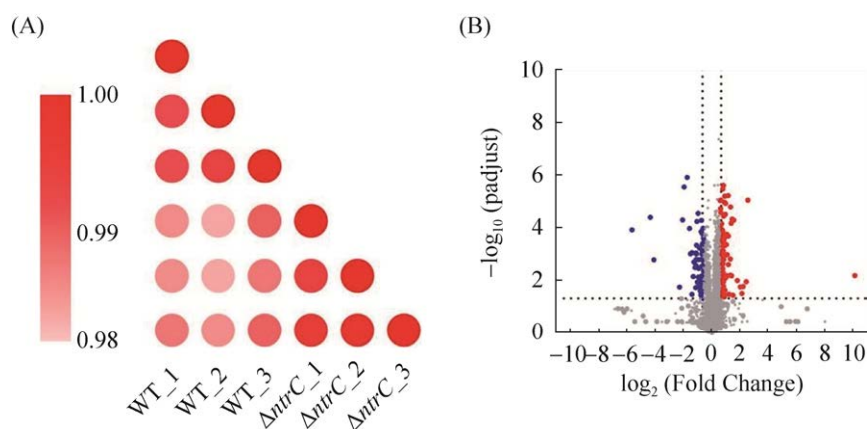 (A)
1.00
0.99
0.98
WT_1
WT_2
WT_3
ΔntrC_1
ΔntrC_2
ΔntrC_3
(B)
−log10 (padjust)
10
8
6
4
2
0
−10 −8 −6 −4 −2 0 2 4 6 8 10
log2 (Fold Change)